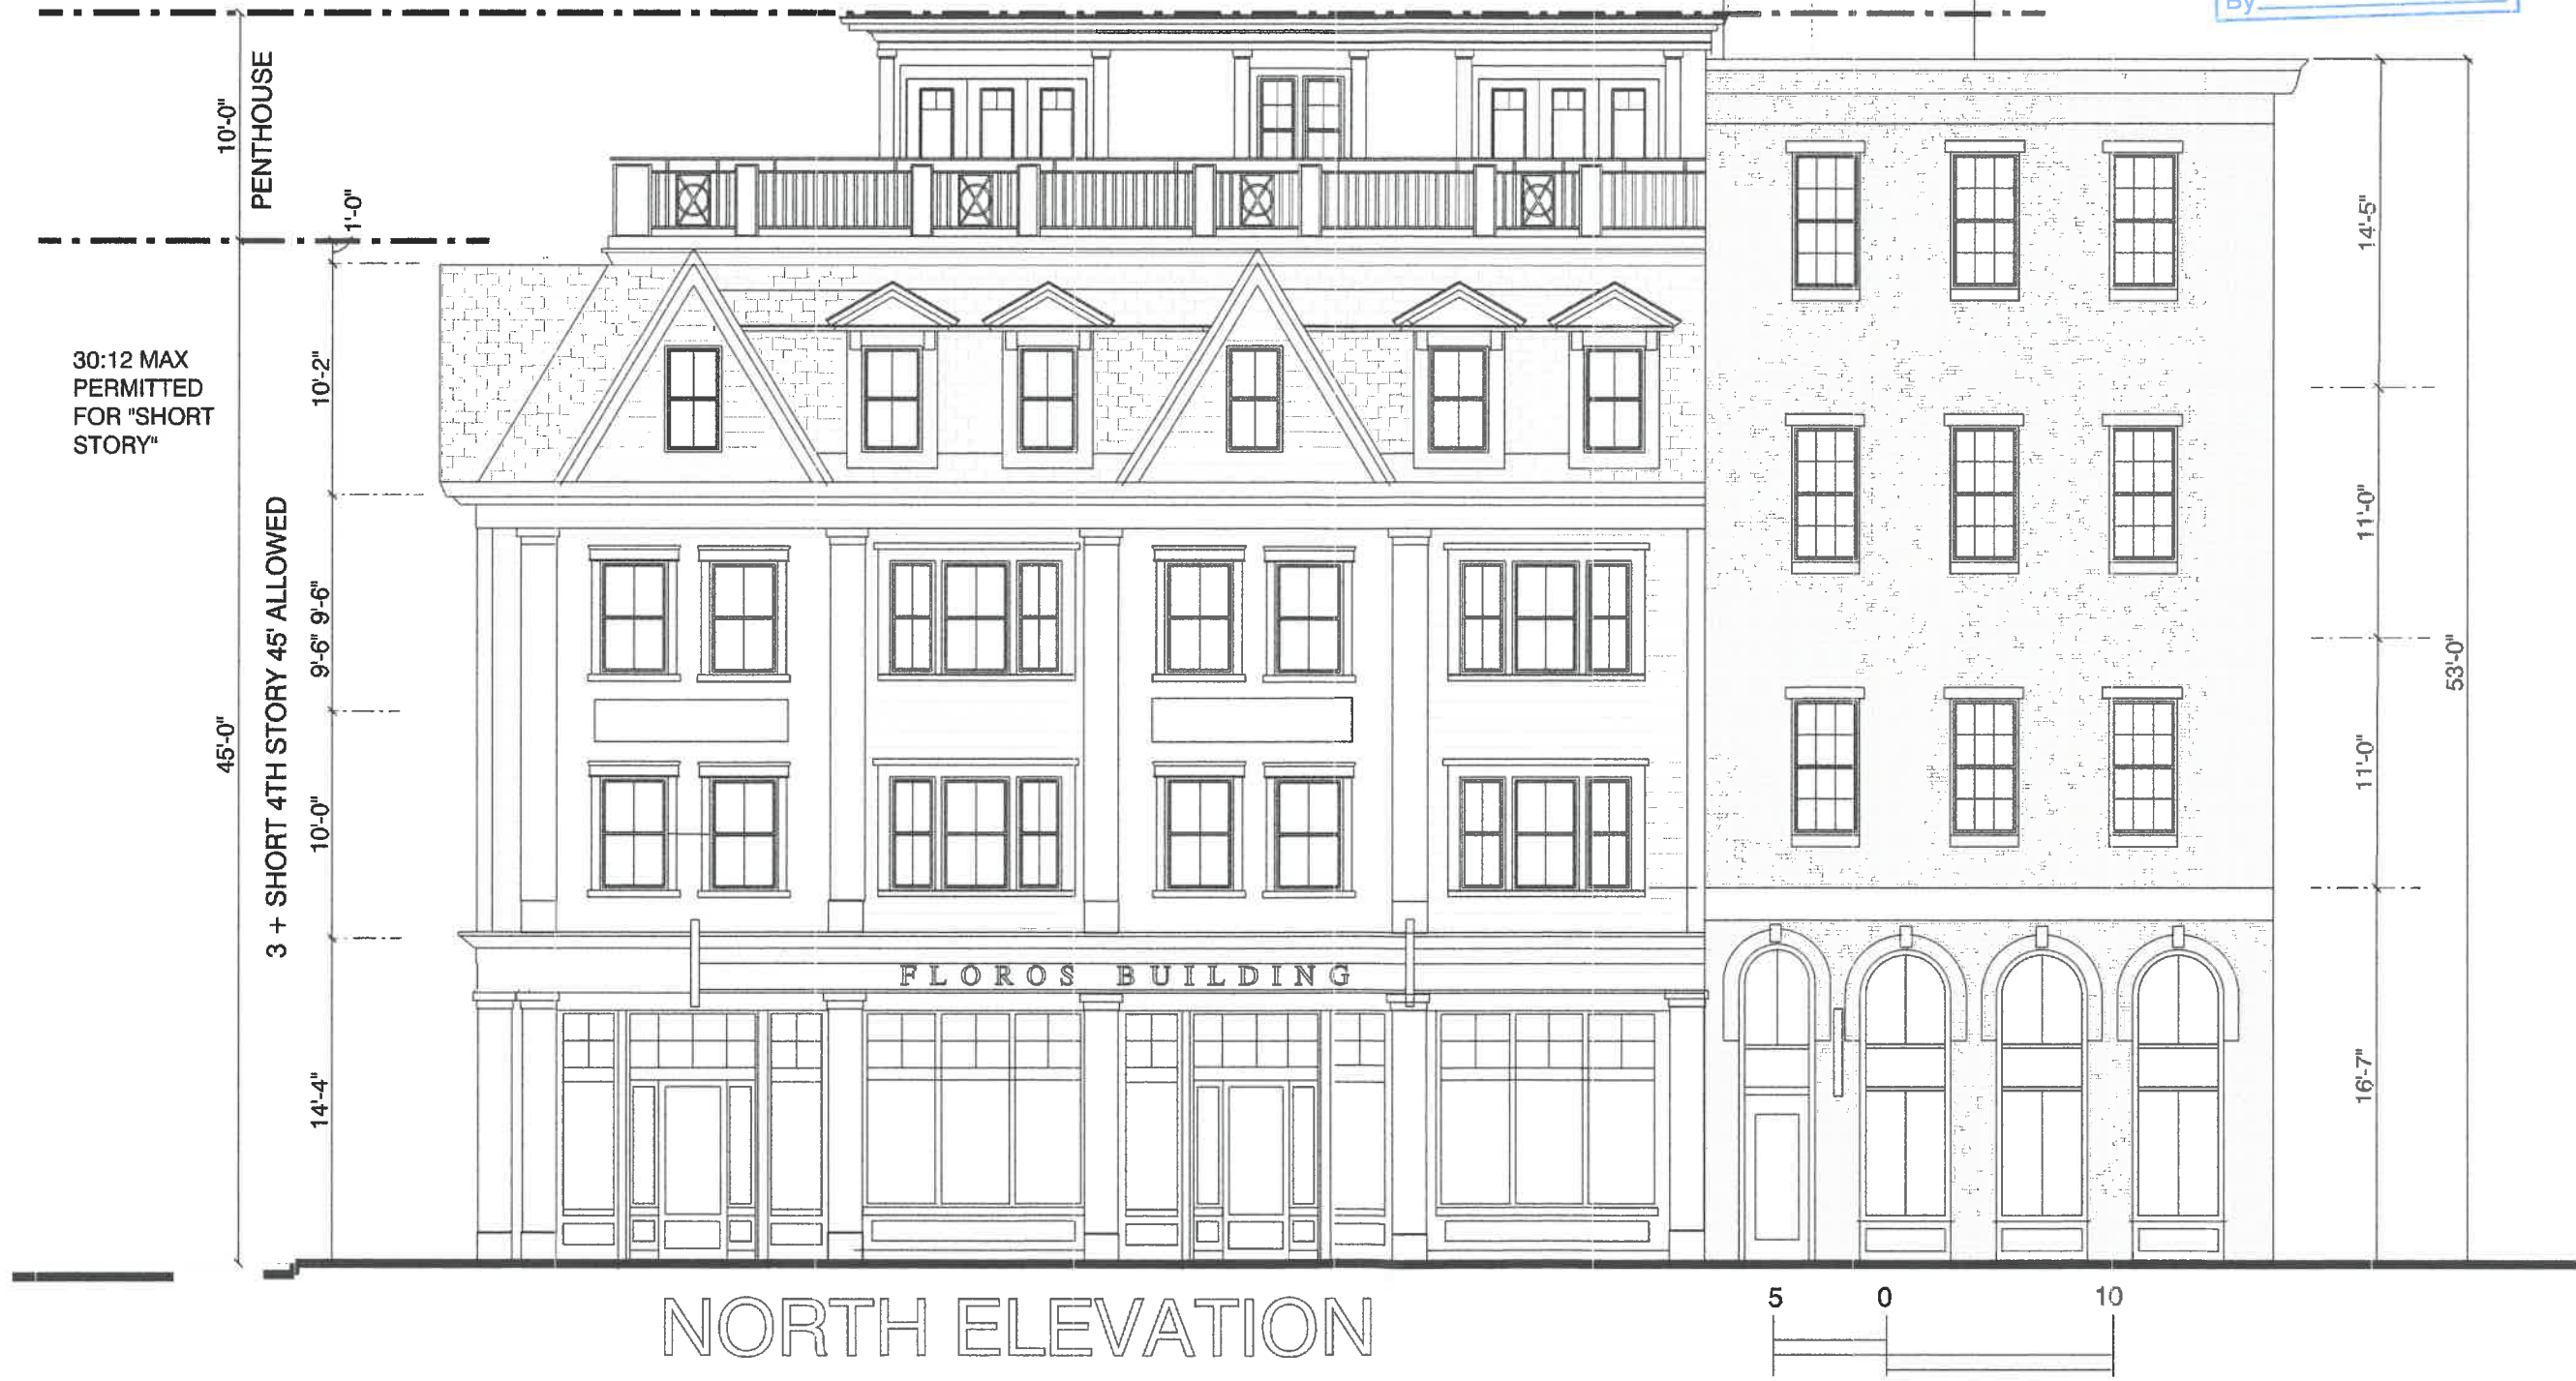 By
PENTHOUSE
10'-0"
1'-0"
14'-5"
30:12 MAX
PERMITTED
FOR "SHORT
STORY"
10'-2"
11'-0"
3 + SHORT 4TH STORY 45' ALLOWED
9'-6" 9'-6"
53'-0"
45'-0"
10'-0"
11'-0"
FLOROS BUILDING
14'-4"
16'-7"
NORTH ELEVATION
5 0 10